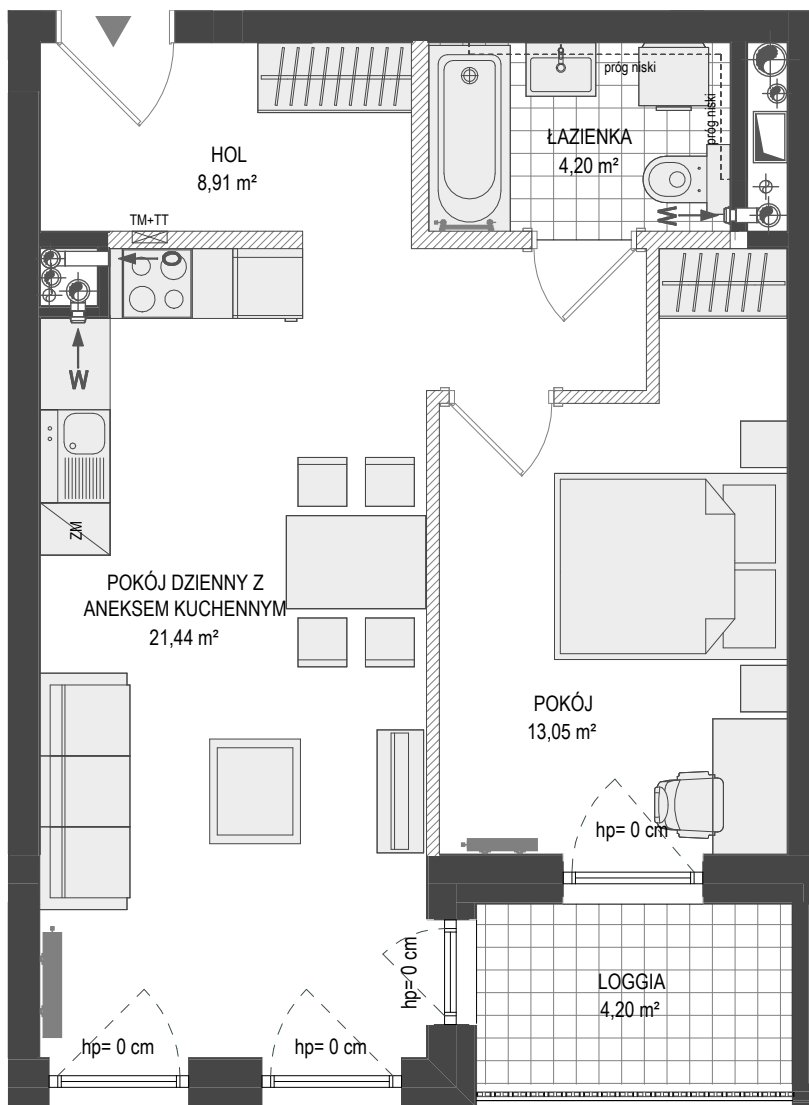 próg niski
próg niski
ŁAZIENKA
4,20 m²
HOL
8,91 m²
TM+TT
W
W
ZM
POKÓJ DZIENNY Z
ANEKSEM KUCHENNYM
21,44 m²
POKÓJ
13,05 m²
hp= 0 cm
hp= 0 cm
LOGGIA
4,20 m²
hp= 0 cm
hp= 0 cm